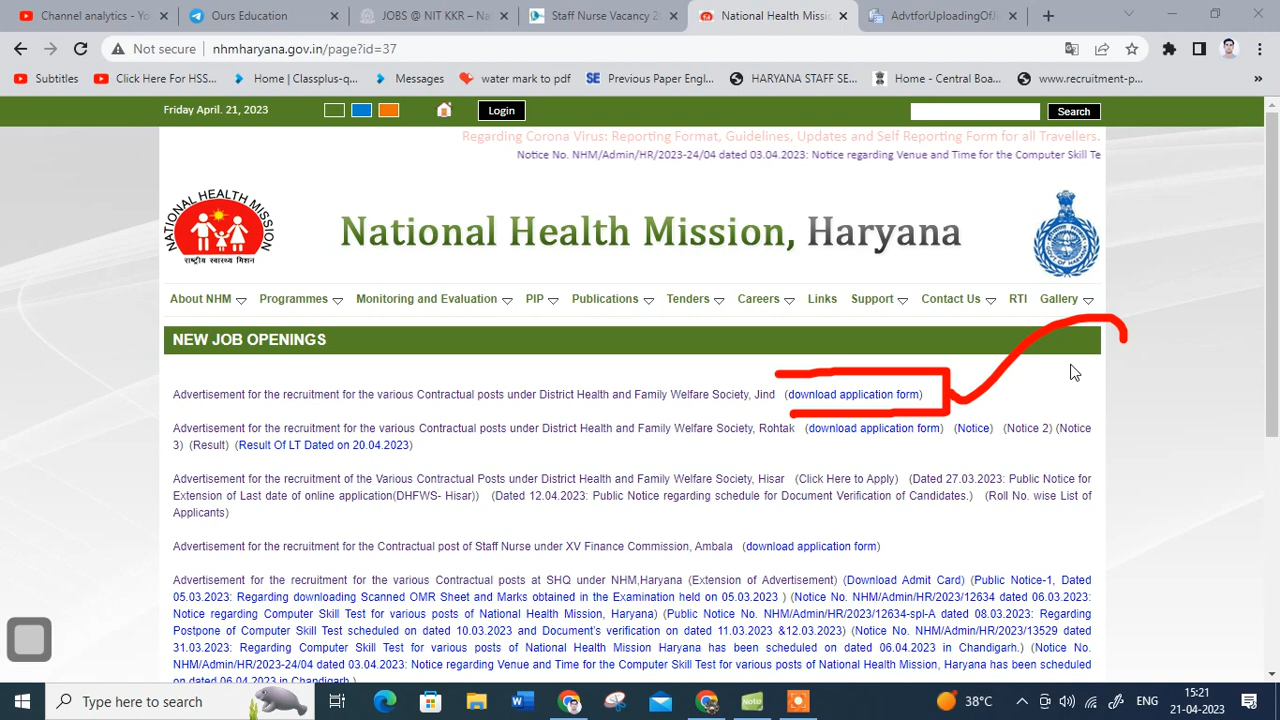 Channel analytics - Yo
Ours Education
JOBS @ NIT KKR – Nat
Staff Nurse Vacancy 2
National Health Missio
AdvtforUploadingOfJI
Not secure
nhmharyana.gov.in/page?id=37
Subtitles
Click Here For HSS...
Home | Classplus-q...
Messages
water mark to pdf
SE Previous Paper Engl...
HARYANA STAFF SE...
Home - Central Boa...
www.recruitment-p...
»
Friday April. 21, 2023
Login
Search
Regarding Corona Virus: Reporting Format, Guidelines, Updates and Self Reporting Form for all Travellers.
Notice No. NHM/Admin/HR/2023-24/04 dated 03.04.2023: Notice regarding Venue and Time for the Computer Skill Te
NATIONAL HEALTH MISSION
राष्ट्रीय स्वास्थ्य मिशन
National Health Mission, Haryana
About NHM Programmes Monitoring and Evaluation PIP Publications Tenders Careers Links Support Contact Us RTI Gallery
NEW JOB OPENINGS
Advertisement for the recruitment for the various Contractual posts under District Health and Family Welfare Society, Jind (download application form)
Advertisement for the recruitment for the various Contractual posts under District Health and Family Welfare Society, Rohtak (download application form) (Notice) (Notice 2) (Notice
3) (Result) (Result Of LT Dated on 20.04.2023)
Advertisement for the recruitment of the Various Contractual Posts under District Health and Family Welfare Society, Hisar (Click Here to Apply) (Dated 27.03.2023: Public Notice for
Extension of Last date of online application(DHFWS- Hisar)) (Dated 12.04.2023: Public Notice regarding schedule for Document Verification of Candidates.) (Roll No. wise List of
Applicants)
Advertisement for the recruitment for the Contractual post of Staff Nurse under XV Finance Commission, Ambala (download application form)
Advertisement for the recruitment for the various Contractual posts at SHQ under NHM,Haryana (Extension of Advertisement) (Download Admit Card) (Public Notice-1, Dated
05.03.2023: Regarding downloading Scanned OMR Sheet and Marks obtained in the Examination held on 05.03.2023 ) (Notice No. NHM/Admin/HR/2023/12634 dated 06.03.2023:
Notice regarding Computer Skill Test for various posts of National Health Mission, Haryana) (Public Notice No. NHM/Admin/HR/2023/12634-spl-A dated 08.03.2023: Regarding
Postpone of Computer Skill Test scheduled on dated 10.03.2023 and Document's verification on dated 11.03.2023 &12.03.2023) (Notice No. NHM/Admin/HR/2023/13529 dated
31.03.2023: Regarding Computer Skill Test for various posts of National Health Mission Haryana has been scheduled on dated 06.04.2023 in Chandigarh.) (Notice No.
NHM/Admin/HR/2023-24/04 dated 03.04.2023: Notice regarding Venue and Time for the Computer Skill Test for various posts of National Health Mission, Haryana has been scheduled
on dated 06.04.2023 in Chandigarh.)
Type here to search
38°C
ENG
15:21
21-04-2023